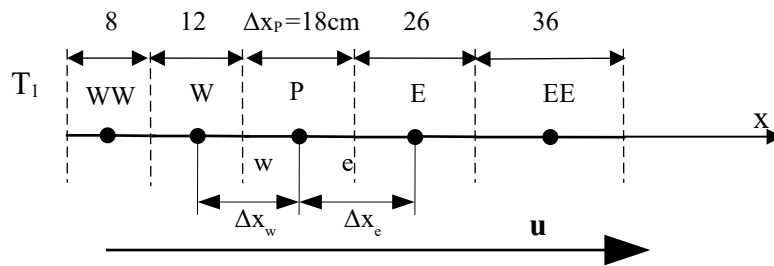 8 12 Δx_P=18cm 26 36
T₁ WW W P E EE
x
w e
Δx_w Δx_e
u